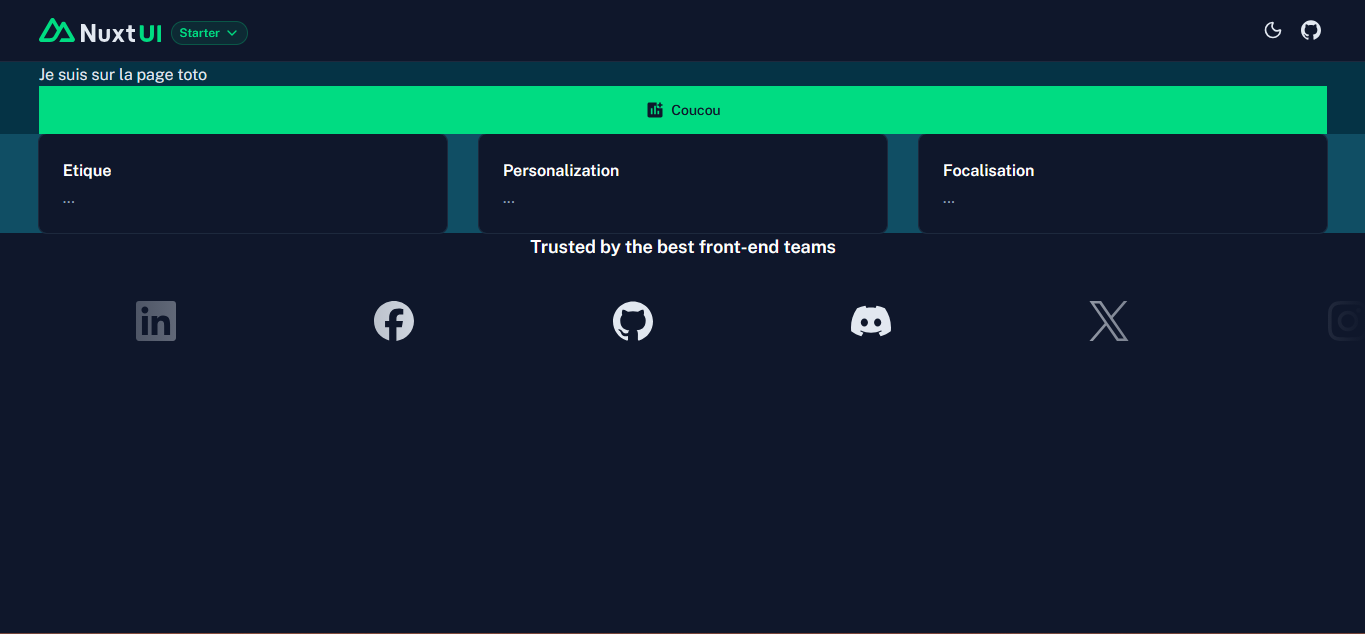 Nuxt UI Starter
Je suis sur la page toto
Coucou
Etique
...
Personalization
...
Focalisation
...
Trusted by the best front-end teams
in